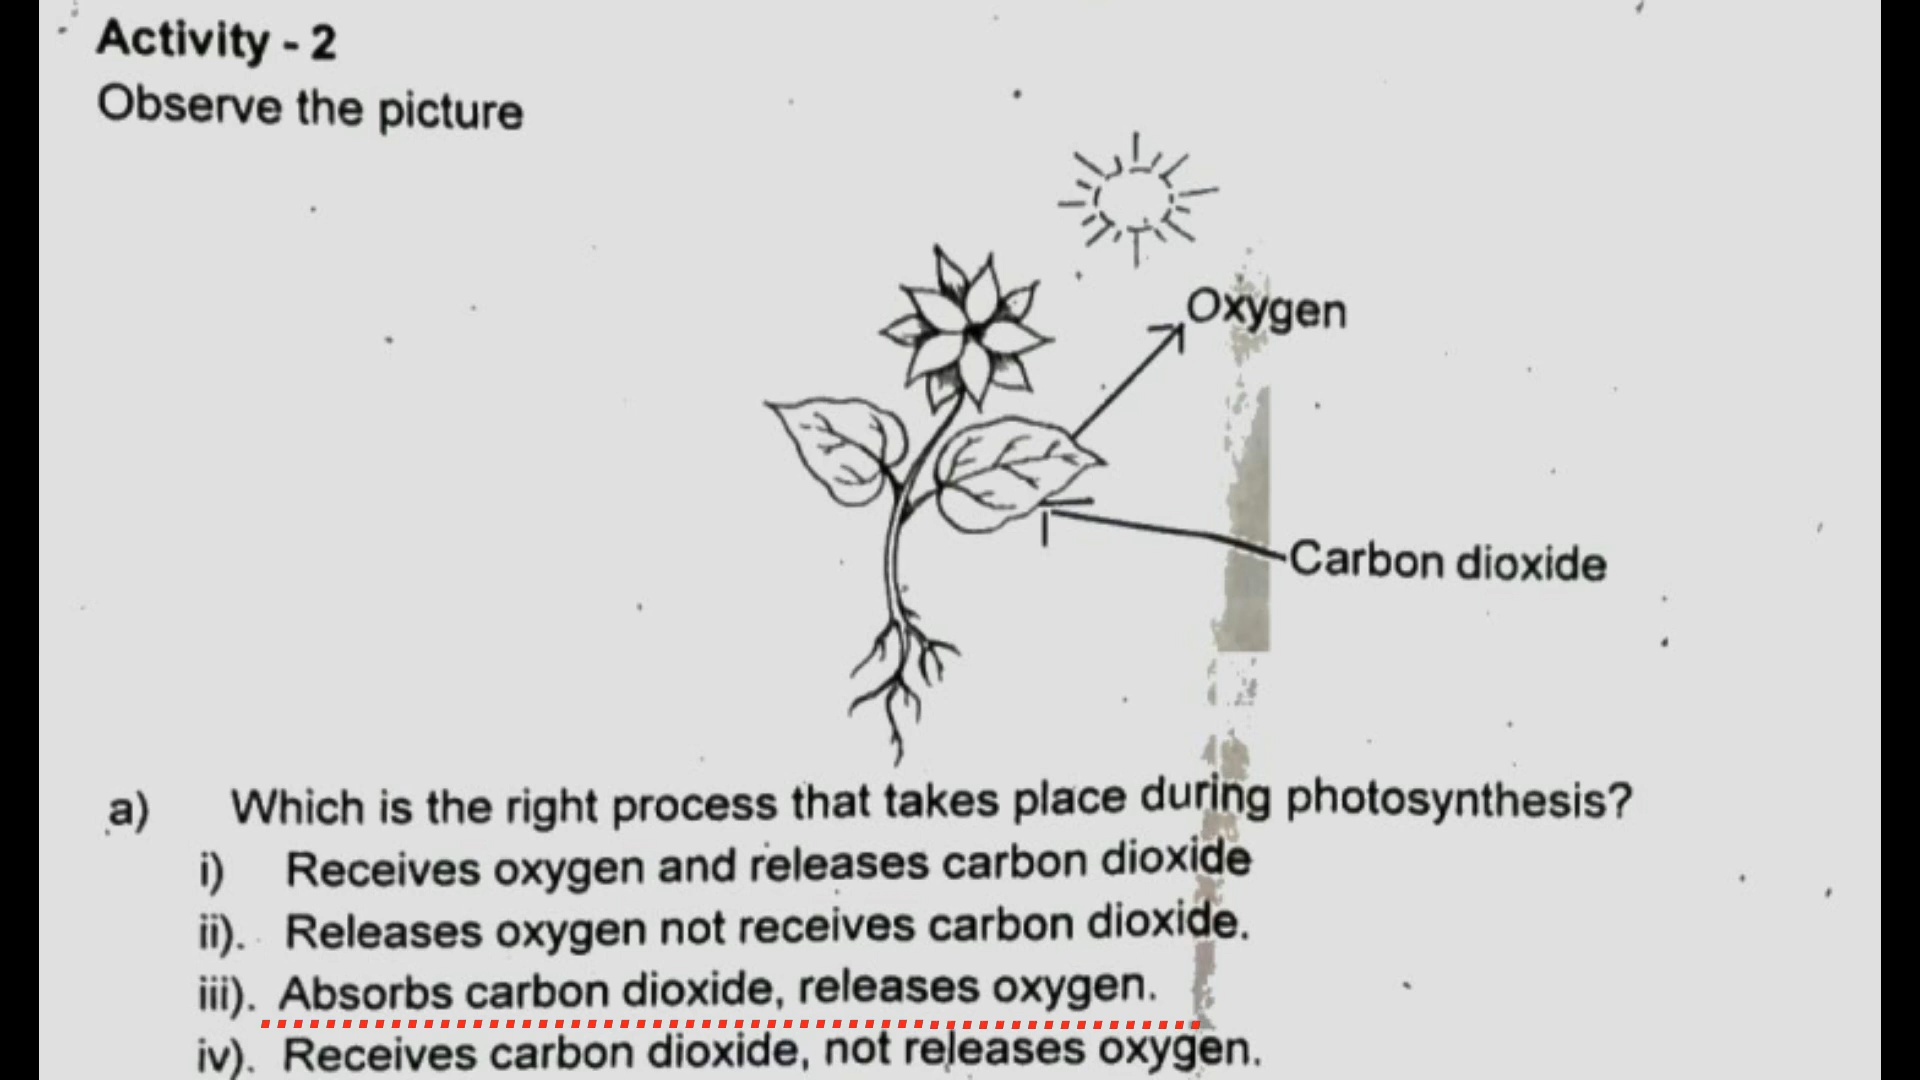 Activity - 2
Observe the picture
Oxygen
Carbon dioxide
a) Which is the right process that takes place during photosynthesis?
i) Receives oxygen and releases carbon dioxide
ii). Releases oxygen not receives carbon dioxide.
iii). Absorbs carbon dioxide, releases oxygen.
iv). Receives carbon dioxide, not releases oxygen.